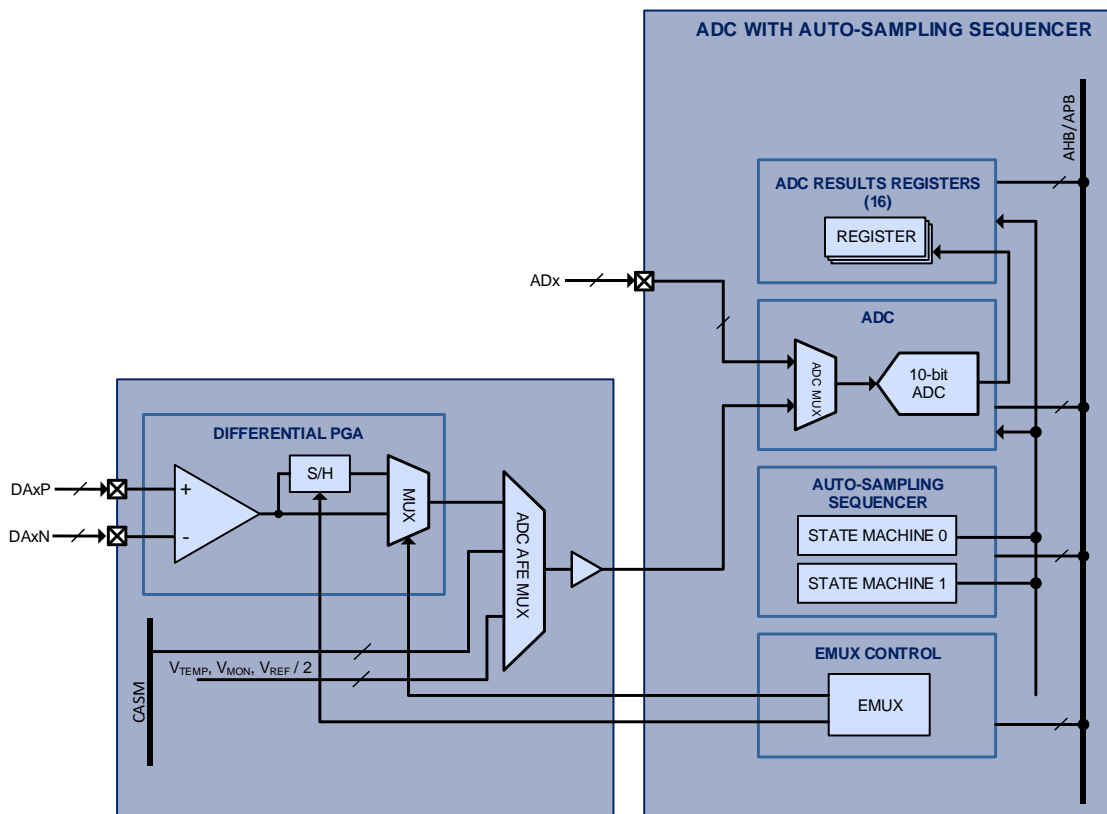 ADC WITH AUTO-SAMPLING SEQUENCER
AHB/APB
ADC RESULTS REGISTERS
(16)
REGISTER
ADx
ADC
ADC MUX
10-bit
ADC
DIFFERENTIAL PGA
DAxP
+
S/H
MUX
DAxN
-
ADC AFE MUX
AUTO-SAMPLING
SEQUENCER
STATE MACHINE 0
STATE MACHINE 1
CASM
VTEMP, VMON, VREF / 2
EMUX CONTROL
EMUX